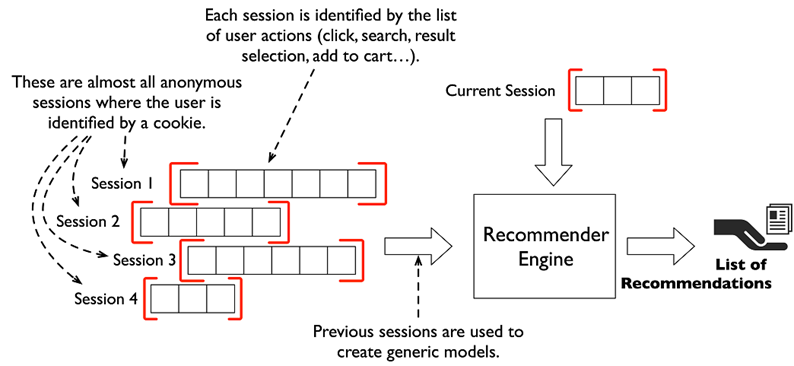 Each session is identified by the list
of user actions (click, search, result
selection, add to cart...).
These are almost all anonymous
sessions where the user is
identified by a cookie.
Current Session
Session 1
Session 2
Session 3
Session 4
Recommender
Engine
List of
Recommendations
Previous sessions are used to
create generic models.